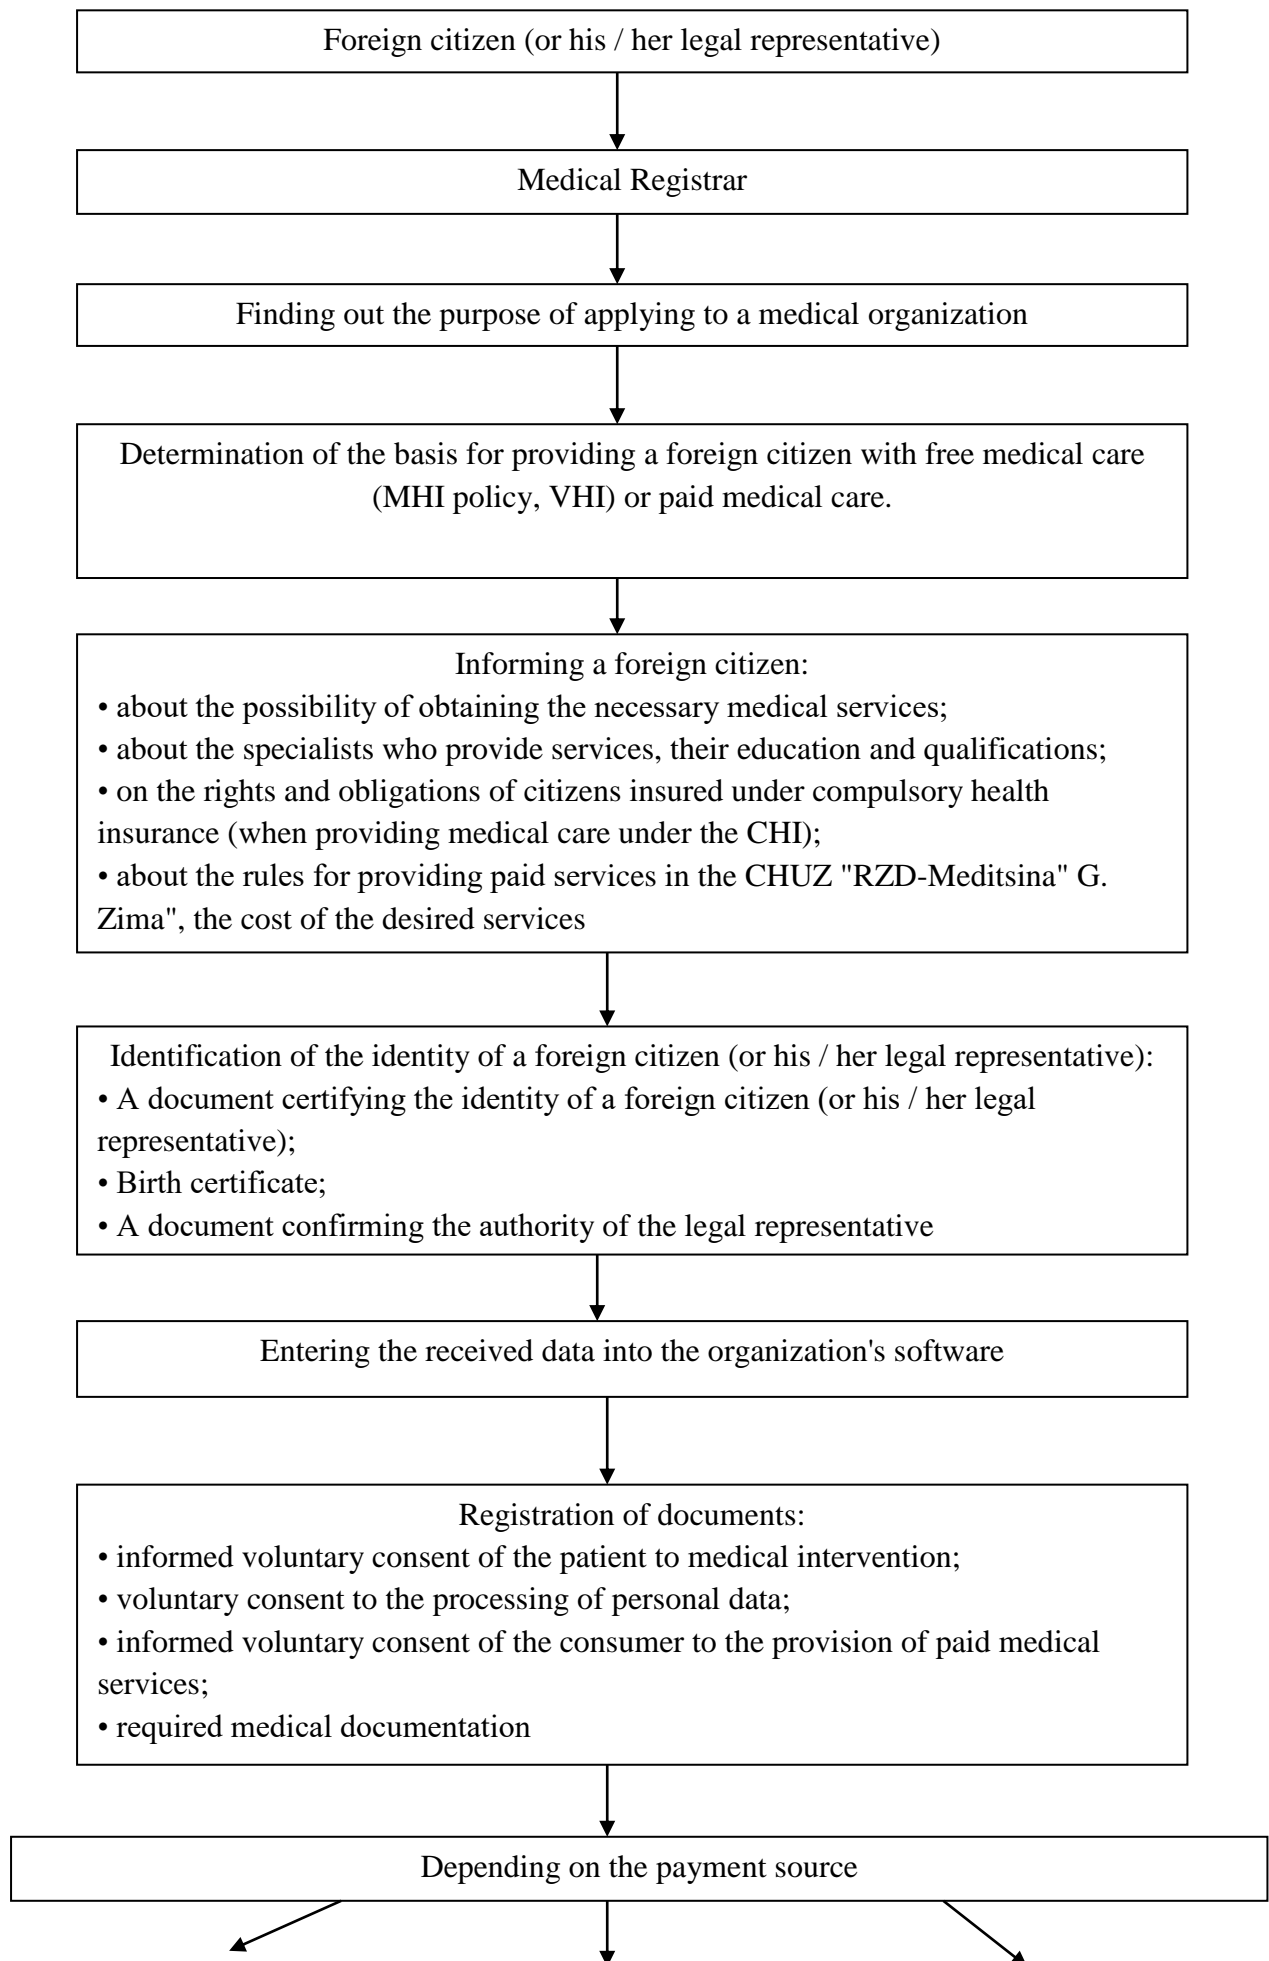 Foreign citizen (or his / her legal representative)
Medical Registrar
Finding out the purpose of applying to a medical organization
Determination of the basis for providing a foreign citizen with free medical care
(MHI policy, VHI) or paid medical care.
Informing a foreign citizen:
• about the possibility of obtaining the necessary medical services;
• about the specialists who provide services, their education and qualifications;
• on the rights and obligations of citizens insured under compulsory health
insurance (when providing medical care under the CHI);
• about the rules for providing paid services in the CHUZ "RZD-Meditsina" G.
Zima", the cost of the desired services
Identification of the identity of a foreign citizen (or his / her legal representative):
• A document certifying the identity of a foreign citizen (or his / her legal
representative);
• Birth certificate;
• A document confirming the authority of the legal representative
Entering the received data into the organization's software
Registration of documents:
• informed voluntary consent of the patient to medical intervention;
• voluntary consent to the processing of personal data;
• informed voluntary consent of the consumer to the provision of paid medical
services;
• required medical documentation
Depending on the payment source